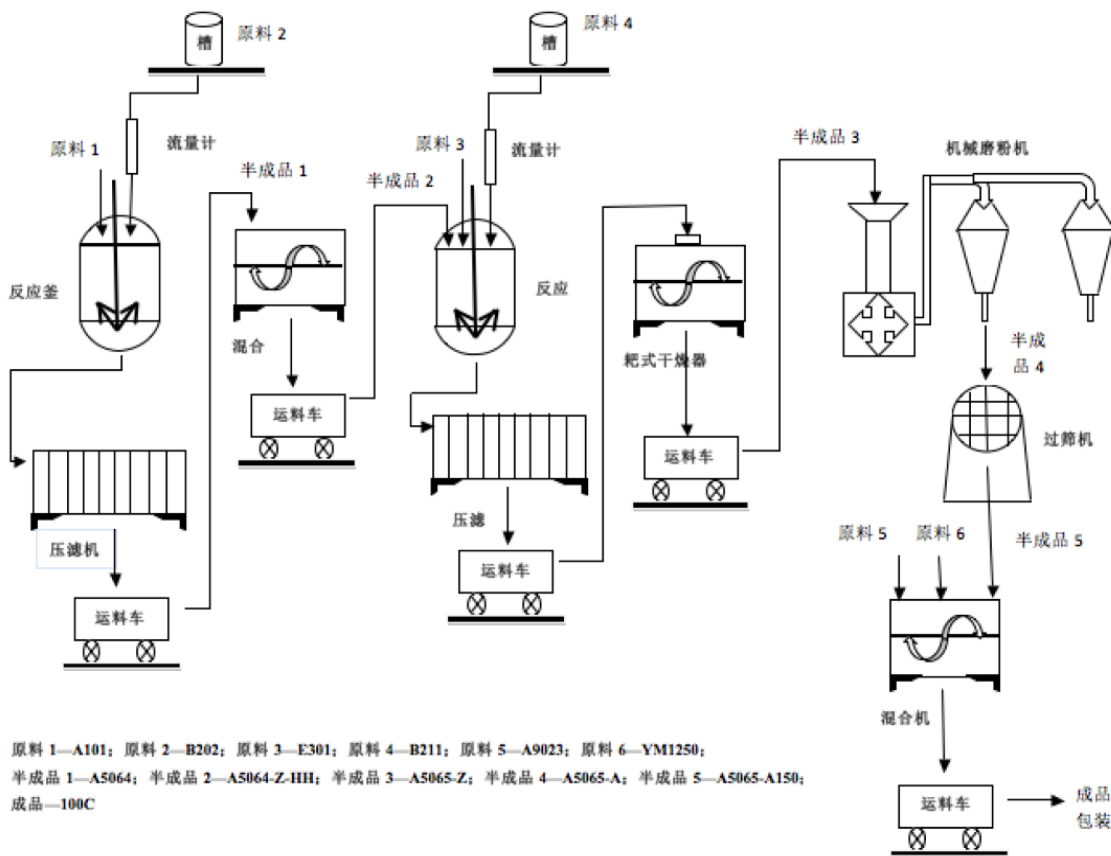 槽
原料 2
槽
原料 4
原料 1
流量计
原料 3
流量计
半成品 1
半成品 2
半成品 3
机械磨粉机
反应釜
反应
混合
耙式干燥器
半成
品 4
运料车
运料车
过筛机
压滤机
压滤
原料 5
原料 6
半成品 5
运料车
运料车
混合机
原料 1—A101；原料 2—B202；原料 3—E301；原料 4—B211；原料 5—A9023；原料 6—YM1250；
半成品 1—A5064；半成品 2—A5064-Z-HH；半成品 3—A5065-Z；半成品 4—A5065-A；半成品 5—A5065-A150；
成品—100C
运料车
成品
包装